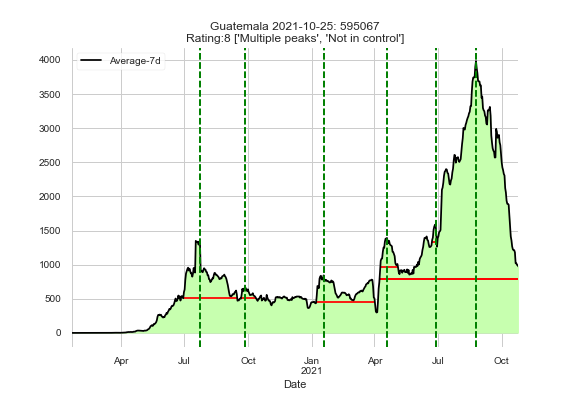 Guatemala 2021-10-25: 595067
Rating:8 ['Multiple peaks', 'Not in control']
Average-7d
4000
3500
3000
2500
2000
1500
1000
500
0
Apr Jul Oct Jan Apr Jul Oct
2021
Date